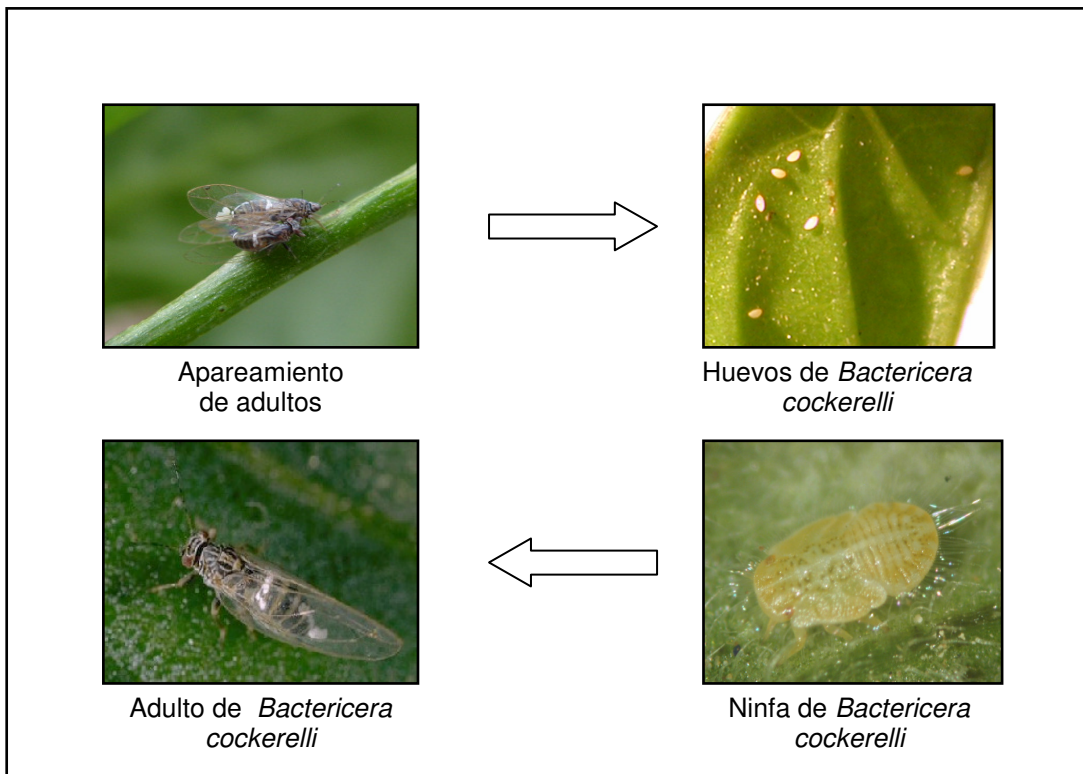 Apareamiento
de adultos
Huevos de Bactericera
cockerelli
Adulto de Bactericera
cockerelli
Ninfa de Bactericera
cockerelli